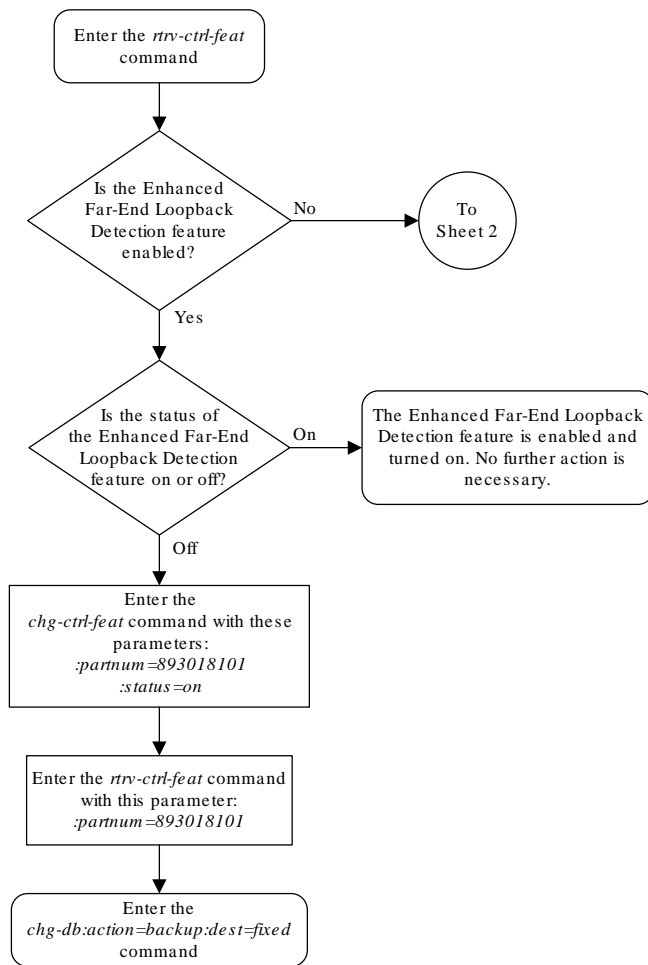 Enter the rtrv-ctrl-feat
command
Is the Enhanced
Far-End Loopback
Detection feature
enabled?
No
To
Sheet 2
Yes
Is the status of
the Enhanced Far-End
Loopback Detection
feature on or off?
On
The Enhanced Far-End Loopback
Detection feature is enabled and
turned on. No further action is
necessary.
Off
Enter the
chg-ctrl-feat command with these
parameters:
:partnum=893018101
:status=on
Enter the rtrv-ctrl-feat command
with this parameter:
:partnum=893018101
Enter the
chg-db:action=backup:dest=fixed
command